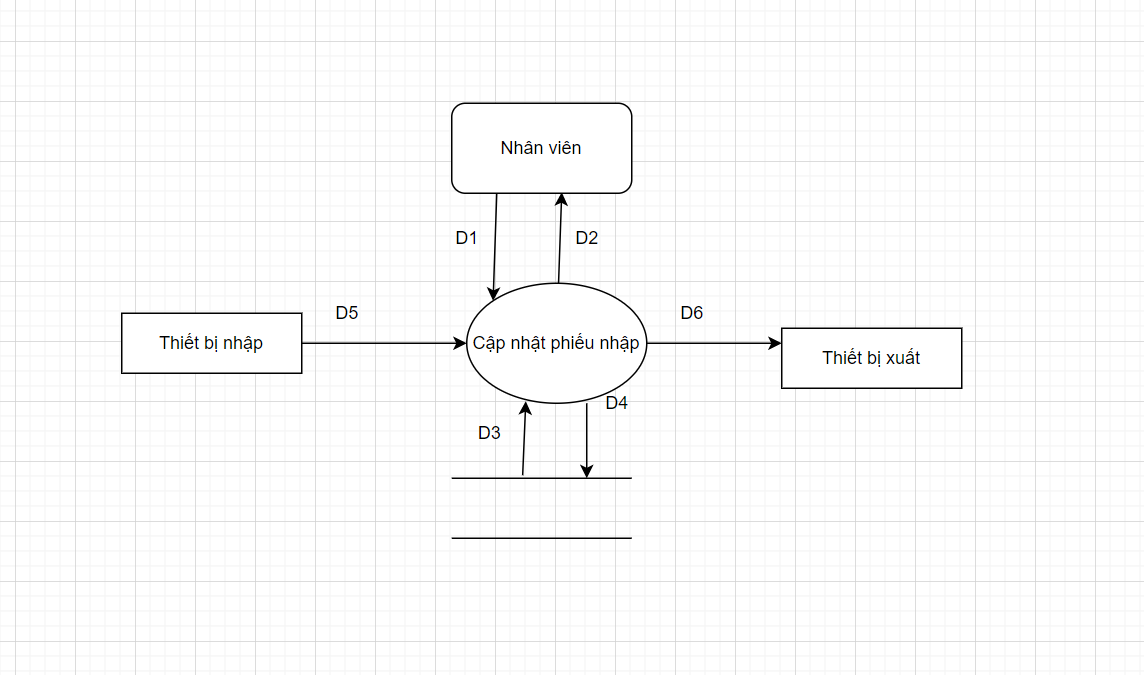 Nhân viên
D1
D2
D5
D6
Thiết bị nhập
Cập nhật phiếu nhập
Thiết bị xuất
D4
D3